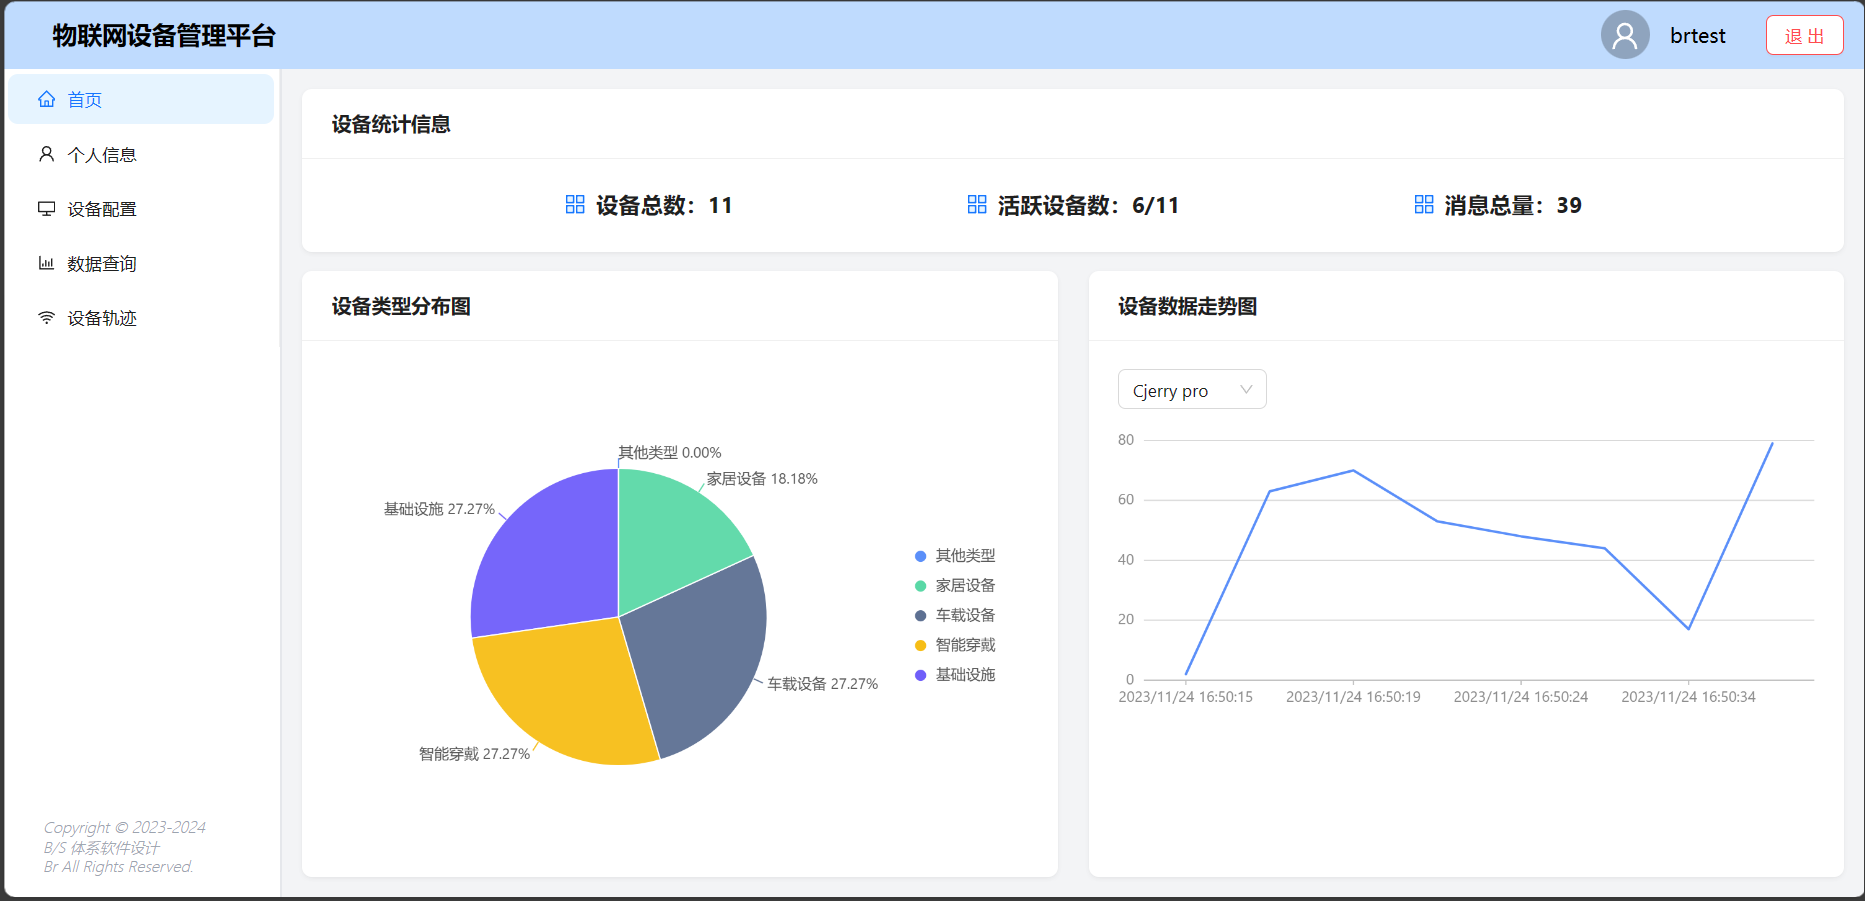 物联网设备管理平台
brtest
退 出
首页
个人信息
设备配置
数据查询
设备轨迹
Copyright © 2023-2024
B/S 体系软件设计
Br All Rights Reserved.
设备统计信息
设备总数：11
活跃设备数：6/11
消息总量：39
设备类型分布图
其他类型 0.00%
家居设备 18.18%
基础设施 27.27%
车载设备 27.27%
智能穿戴 27.27%
其他类型
家居设备
车载设备
智能穿戴
基础设施
设备数据走势图
Cjerry pro
80
60
40
20
0
2023/11/24 16:50:15
2023/11/24 16:50:19
2023/11/24 16:50:24
2023/11/24 16:50:34